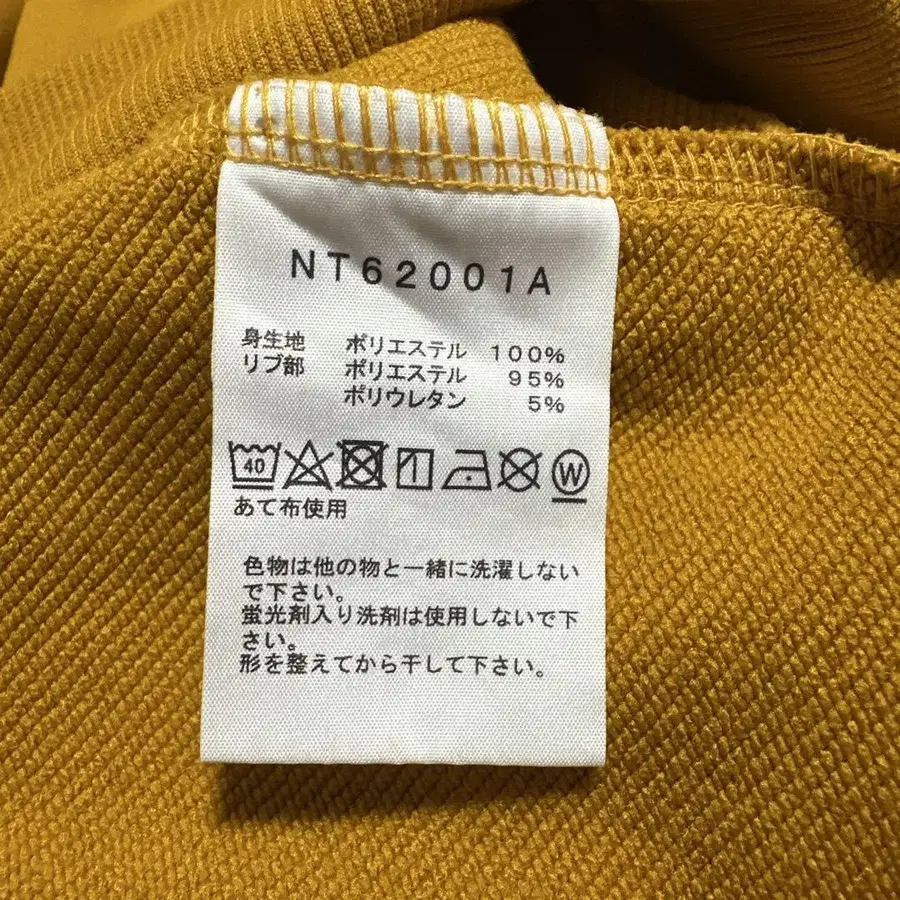 NT62001A
身生地 ポリエステル 100%
リブ部 ポリエステル 95%
ポリウレタン 5%
40 W
あて布使用
色物は他の物と一緒に洗濯しない
で下さい。
蛍光剤入り洗剤は使用しないで下
さい。
形を整えてから干して下さい。